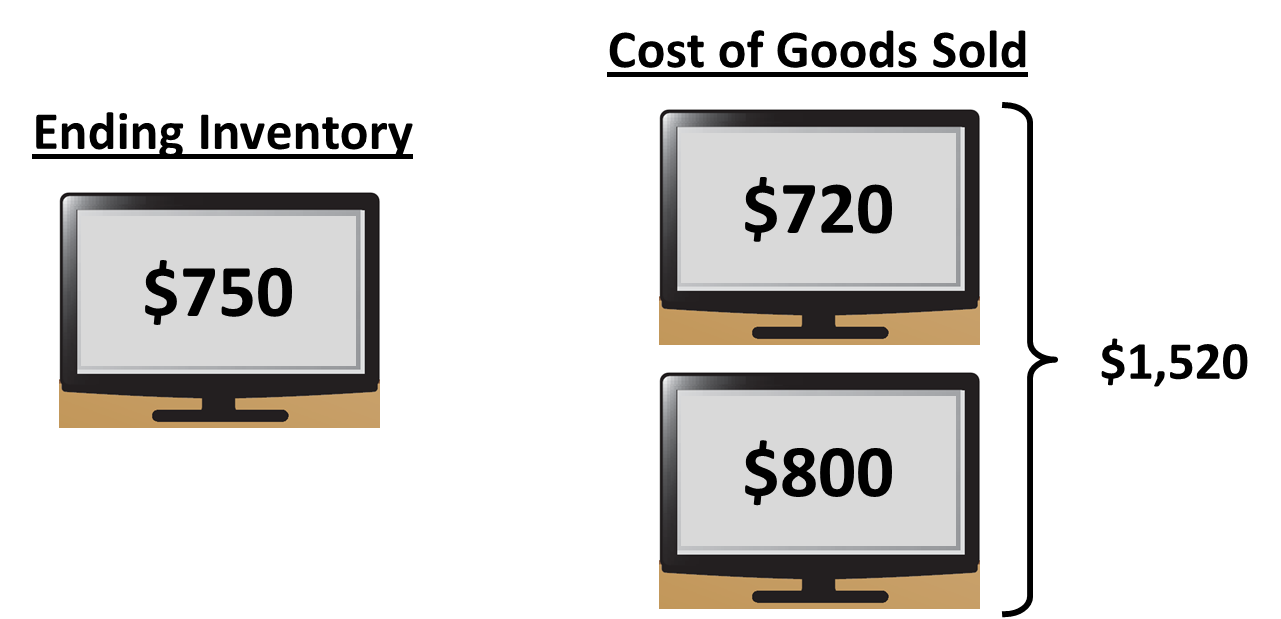 Ending Inventory
$750
Cost of Goods Sold
$720
$800
$1,520